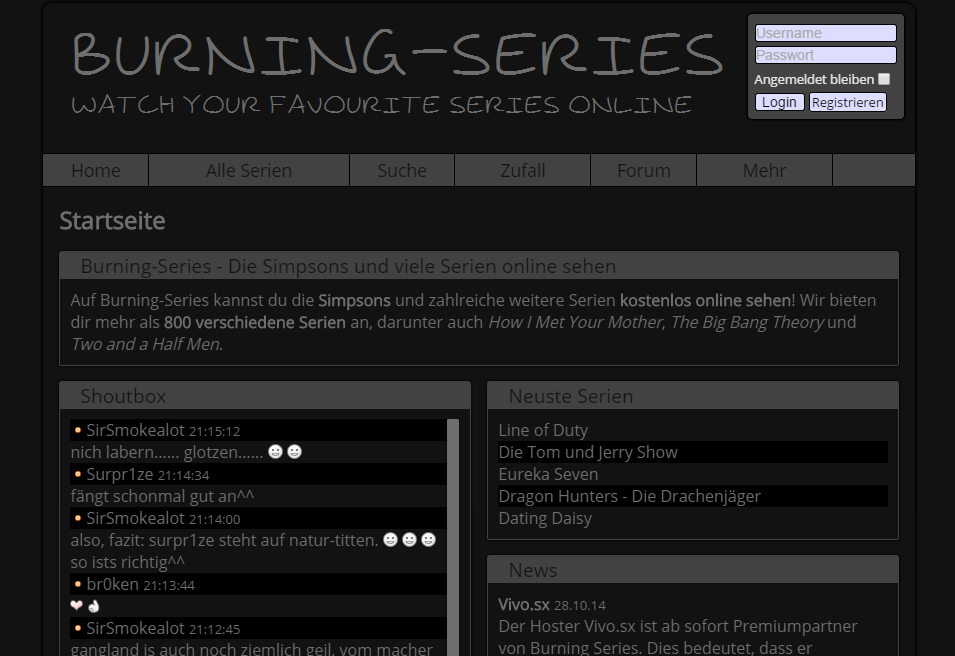 BURNING-SERIES
WATCH YOUR FAVOURITE SERIES ONLINE
Username
Passwort
Angemeldet bleiben
Login Registrieren
Home Alle Serien Suche Zufall Forum Mehr
Startseite
Burning-Series - Die Simpsons und viele Serien online sehen
Auf Burning-Series kannst du die Simpsons und zahlreiche weitere Serien kostenlos online sehen! Wir bieten
dir mehr als 800 verschiedene Serien an, darunter auch How I Met Your Mother, The Big Bang Theory und
Two and a Half Men.
Shoutbox
SirSmokealot 21:15:12
nich labern...... glotzen......
Surpr1ze 21:14:34
fängt schonmal gut an^^
SirSmokealot 21:14:00
also, fazit: surpr1ze steht auf natur-titten.
so ists richtig^^
br0ken 21:13:44
SirSmokealot 21:12:45
gangland is auch noch ziemlich geil. vom macher
Neuste Serien
Line of Duty
Die Tom und Jerry Show
Eureka Seven
Dragon Hunters - Die Drachenjäger
Dating Daisy
News
Vivo.sx 28.10.14
Der Hoster Vivo.sx ist ab sofort Premiumpartner
von Burning Series. Dies bedeutet, dass er